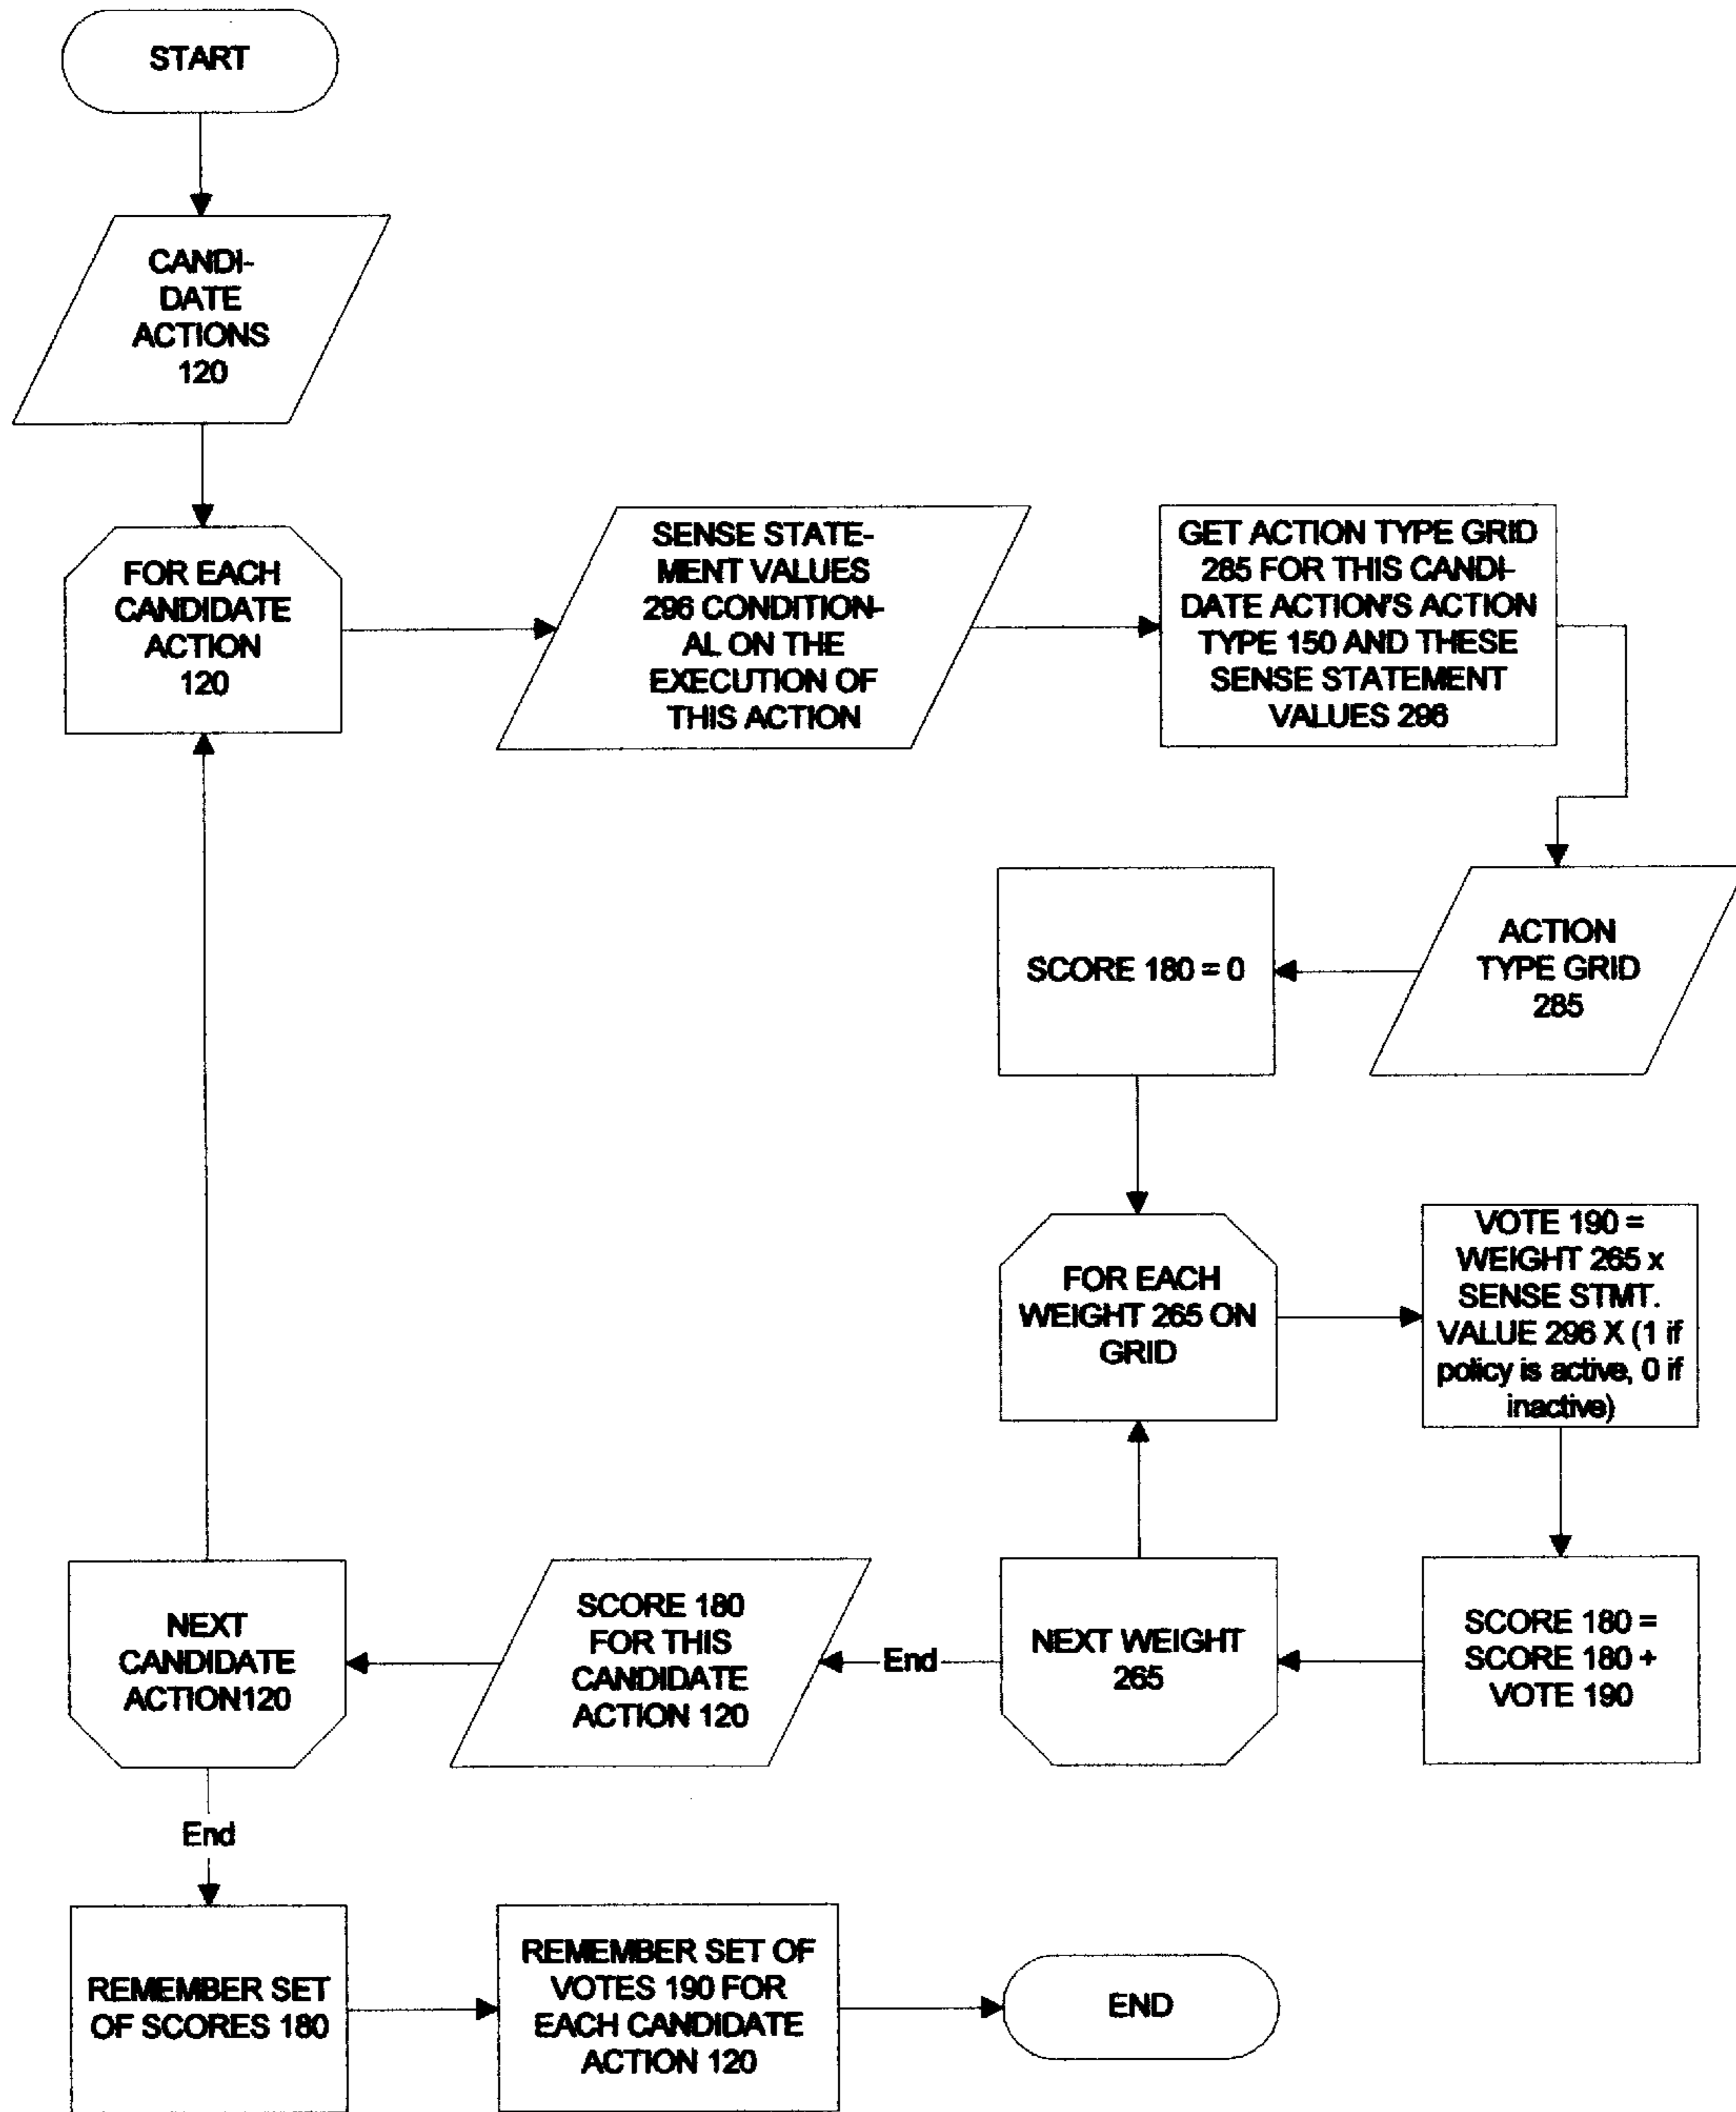 START
CANDI-
DATE
ACTIONS
120
FOR EACH
CANDIDATE
ACTION
120
SENSE STATE-
MENT VALUES
296 CONDITION-
AL ON THE
EXECUTION OF
THIS ACTION
GET ACTION TYPE GRID
285 FOR THIS CANDI-
DATE ACTION'S ACTION
TYPE 150 AND THESE
SENSE STATEMENT
VALUES 296
ACTION
TYPE GRID
285
SCORE 180 = 0
FOR EACH
WEIGHT 265 ON
GRID
VOTE 190 =
WEIGHT 265 x
SENSE STMT.
VALUE 296 X (1 if
policy is active, 0 if
inactive)
SCORE 180 =
SCORE 180 +
VOTE 190
NEXT WEIGHT
265
End
SCORE 180
FOR THIS
CANDIDATE
ACTION 120
NEXT
CANDIDATE
ACTION120
End
REMEMBER SET
OF SCORES 180
REMEMBER SET OF
VOTES 190 FOR
EACH CANDIDATE
ACTION 120
END